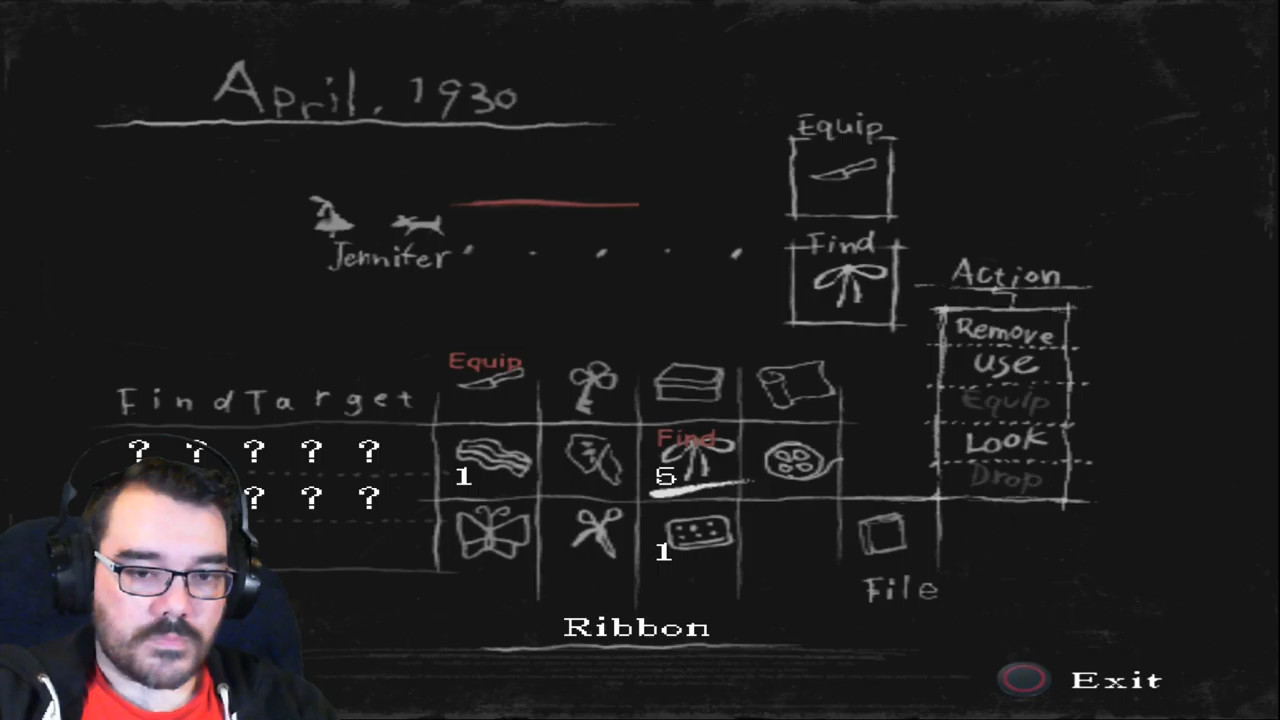 April. 1930
Equip
Find
Jennifer
Action
Remove
Use
Equip
Look
Drop
Equip
FindTarget
? ? ? ? ?
? ? ?
Find
1
5
1
File
Ribbon
Exit